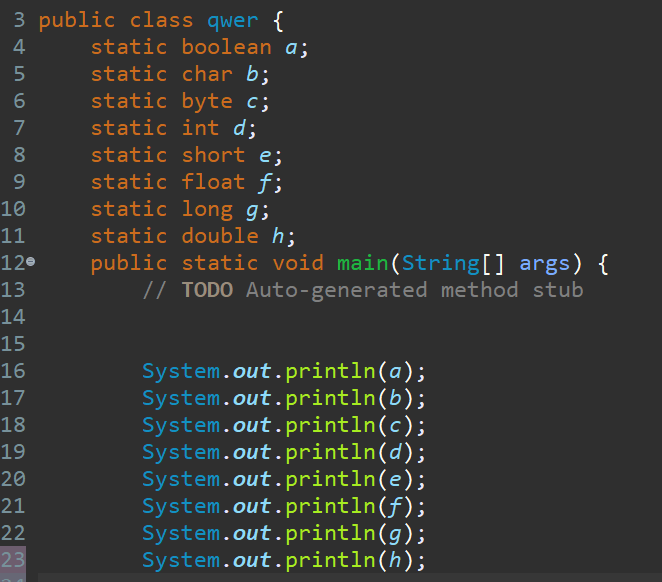 3 public class qwer {
4     static boolean a;
5     static char b;
6     static byte c;
7     static int d;
8     static short e;
9     static float f;
10     static long g;
11     static double h;
12     public static void main(String[] args) {
13         // TODO Auto-generated method stub
14
15
16         System.out.println(a);
17         System.out.println(b);
18         System.out.println(c);
19         System.out.println(d);
20         System.out.println(e);
21         System.out.println(f);
22         System.out.println(g);
23         System.out.println(h);